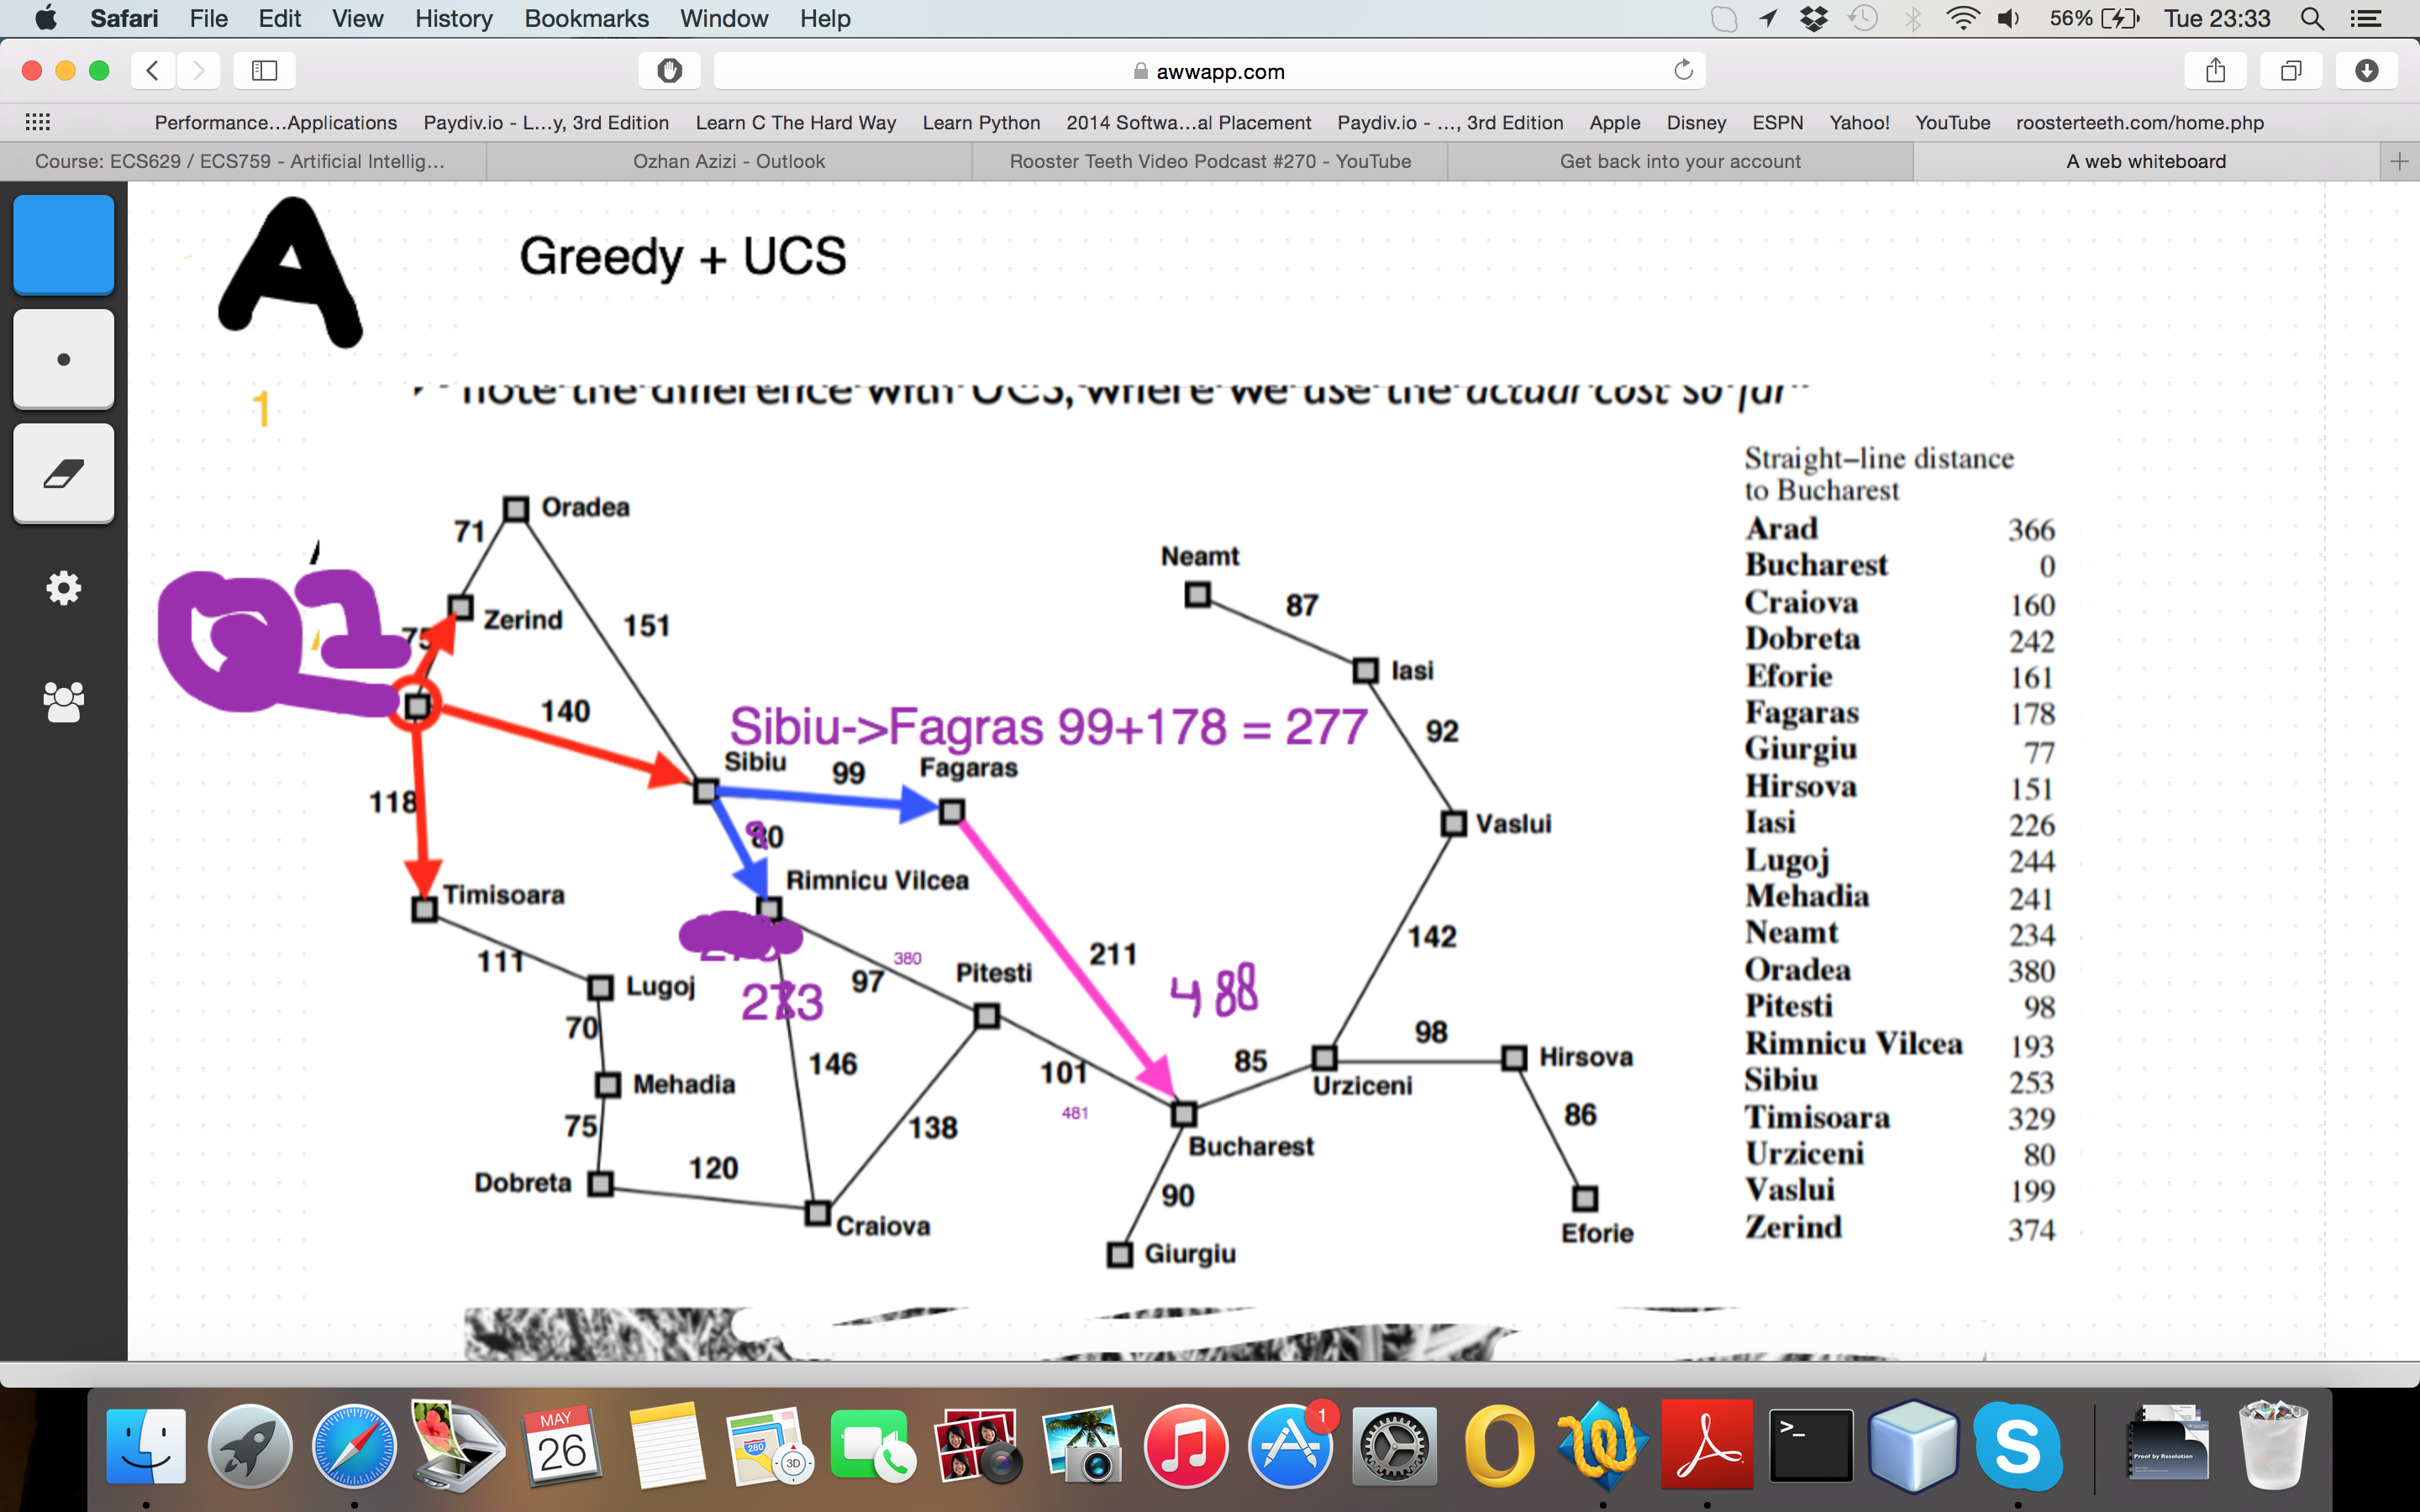 Safari File Edit View History Bookmarks Window Help 56% Tue 23:33
awwapp.com
Performance...Applications Paydiv.io - L...y, 3rd Edition Learn C The Hard Way Learn Python 2014 Softwa...al Placement Paydiv.io - ..., 3rd Edition Apple Disney ESPN Yahoo! YouTube roosterteeth.com/home.php
Course: ECS629 / ECS759 - Artificial Intellig... Ozhan Azizi - Outlook Rooster Teeth Video Podcast #270 - YouTube Get back into your account A web whiteboard
A Greedy + UCS
note the difference with UCS, where we use the actual cost so far
1
Straight–line distance
to Bucharest
Arad 366
Bucharest 0
Craiova 160
Dobreta 242
Eforie 161
Fagaras 178
Giurgiu 77
Hirsova 151
Iasi 226
Lugoj 244
Mehadia 241
Neamt 234
Oradea 380
Pitesti 98
Rimnicu Vilcea 193
Sibiu 253
Timisoara 329
Urziceni 80
Vaslui 199
Zerind 374
Oradea
71
Neamt
87
Zerind
151
75
Iasi
140
Sibiu->Fagras 99+178 = 277
92
Sibiu
99
Fagaras
118
80
Vaslui
Rimnicu Vilcea
Timisoara
142
211
111
380
97
Pitesti
Lugoj
273
488
70
98
146
101
85
Hirsova
Mehadia
Urziceni
481
75
138
86
Bucharest
120
Dobreta
90
Craiova
Eforie
Giurgiu
MAY
26
280
3D
1
>_
Proof by Resolution